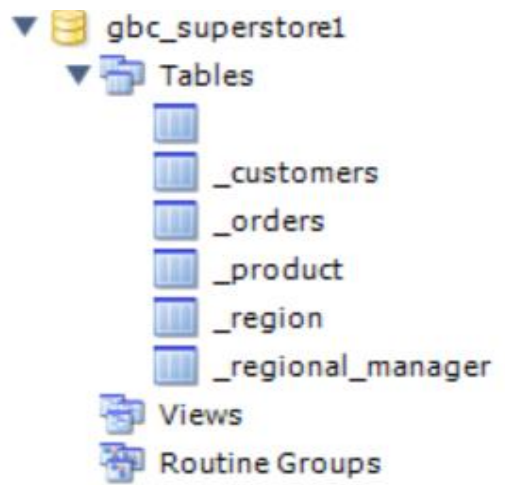 gbc_superstore1
Tables
_customers
_orders
_product
_region
_regional_manager
Views
Routine Groups